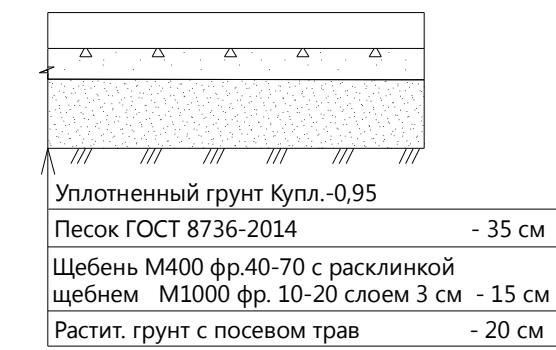 Уплотненный грунт Купл.-0,95
Песок ГОСТ 8736-2014 - 35 см
Щебень М400 фр.40-70 с расклинкой
щебнем М1000 фр. 10-20 слоем 3 см - 15 см
Растит. грунт с посевом трав - 20 см